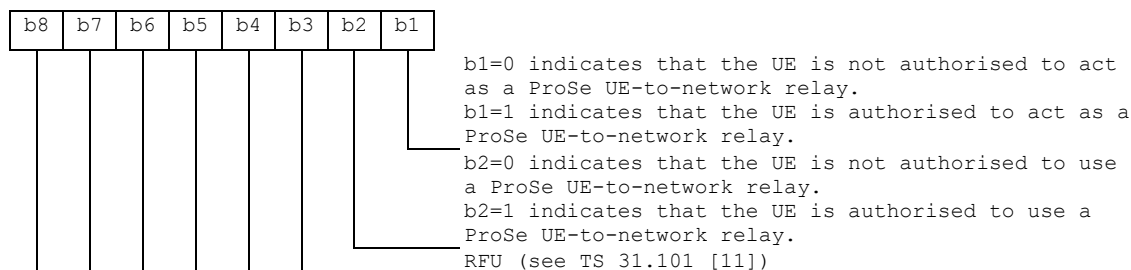 b8 b7 b6 b5 b4 b3 b2 b1
b1=0 indicates that the UE is not authorised to act
as a ProSe UE-to-network relay.
b1=1 indicates that the UE is authorised to act as a
ProSe UE-to-network relay.
b2=0 indicates that the UE is not authorised to use
a ProSe UE-to-network relay.
b2=1 indicates that the UE is authorised to use a
ProSe UE-to-network relay.
RFU (see TS 31.101 [11])